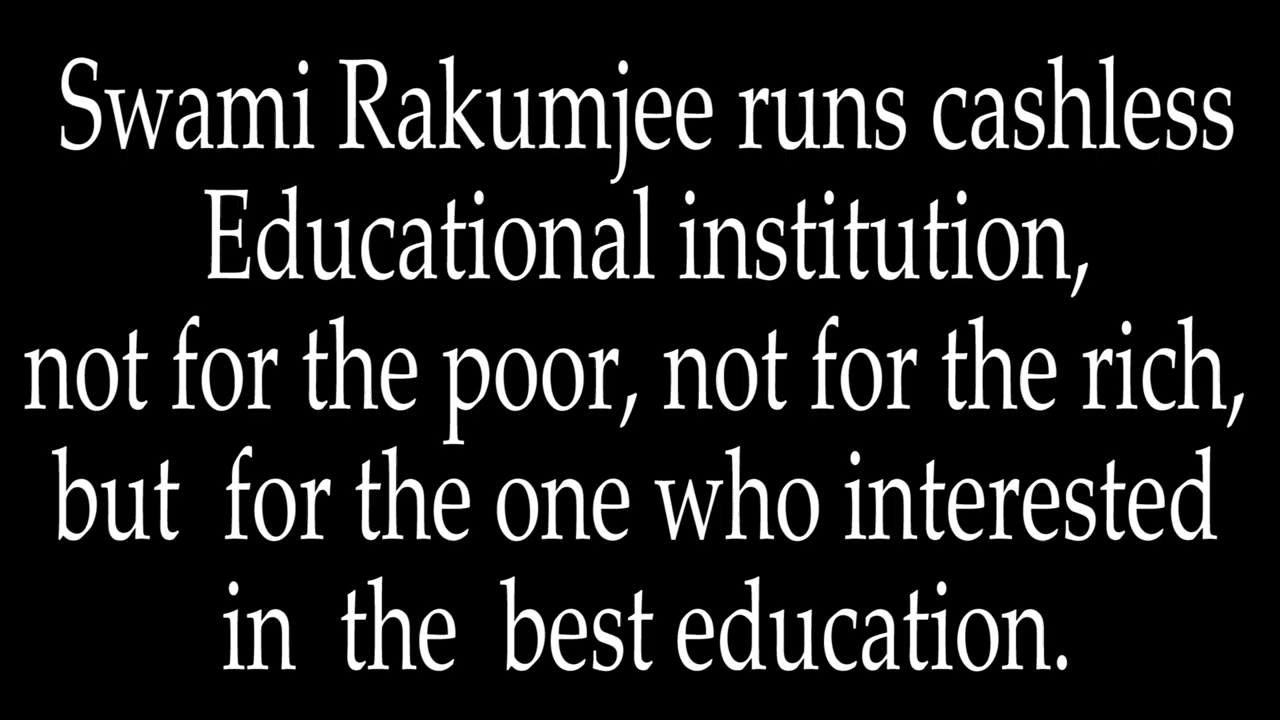 Swami Rakumjee runs cashless
Educational institution,
not for the poor, not for the rich,
but for the one who interested
in the best education.